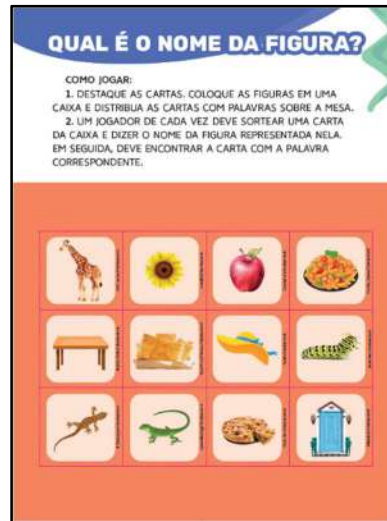 QUAL É O NOME DA FIGURA?
COMO JOGAR:
1. DESTAQUE AS CARTAS. COLOQUE AS FIGURAS EM UMA
CAIXA E DISTRIBUA AS CARTAS COM PALAVRAS SOBRE A MESA.
2. UM JOGADOR DE CADA VEZ DEVE SORTEAR UMA CARTA
DA CAIXA E DIZER O NOME DA FIGURA REPRESENTADA NELA.
EM SEGUIDA, DEVE ENCONTRAR A CARTA COM A PALAVRA
CORRESPONDENTE.